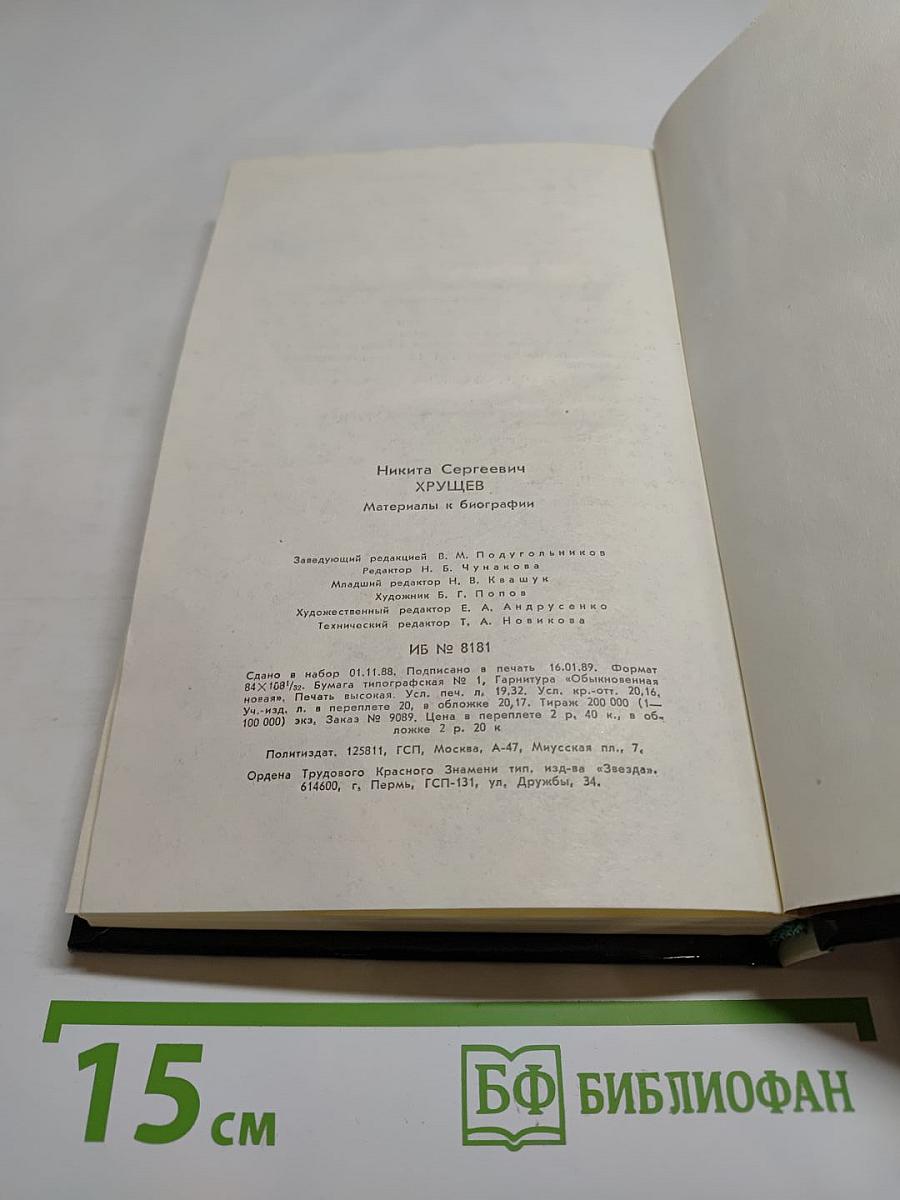 Никита Сергеевич
ХРУЩЕВ
Материалы к биографии
Заведующий редакцией В. М. Подугольников
Редактор Н. Б. Чунакова
Младший редактор Н. В. Квашук
Художник Б. Г. Попов
Художественный редактор Е. А. Андрусенко
Технический редактор Т. А. Новикова
ИБ № 8181
Сдано в набор 01.11.88. Подписано в печать 16.01.89. Формат
84×108¹/₃₂. Бумага типографская № 1. Гарнитура «Обыкновенная
новая». Печать высокая. Усл. печ. л. 19,32. Усл. кр.-отт. 20,16.
Уч.-изд. л. в переплете 20, в обложке 20,17. Тираж 200 000 (1—
100 000) экз. Заказ № 9089. Цена в переплете 2 р. 40 к., в об-
ложке 2 р. 20 к
Политиздат. 125811, ГСП, Москва, А-47, Миусская пл., 7.
Ордена Трудового Красного Знамени тип. изд-ва «Звезда».
614600, г. Пермь, ГСП-131, ул. Дружбы, 34.
15 см
БФ БИБЛИОФАН